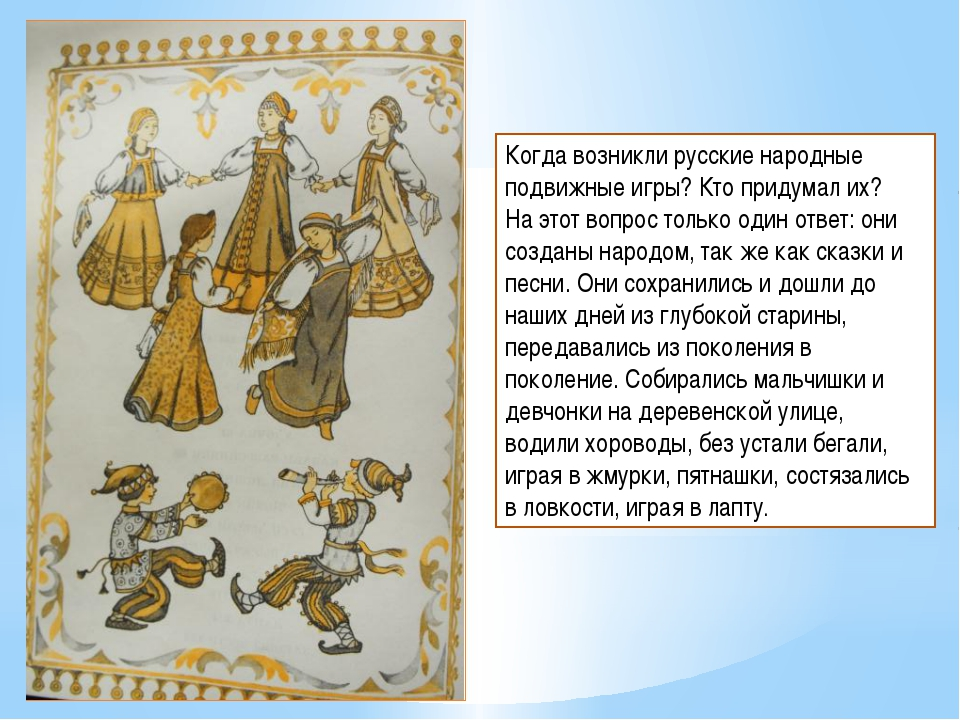 Когда возникли русские народные
подвижные игры? Кто придумал их?
На этот вопрос только один ответ: они
созданы народом, так же как сказки и
песни. Они сохранились и дошли до
наших дней из глубокой старины,
передавались из поколения в
поколение. Собирались мальчишки и
девчонки на деревенской улице,
водили хороводы, без устали бегали,
играя в жмурки, пятнашки, состязались
в ловкости, играя в лапту.